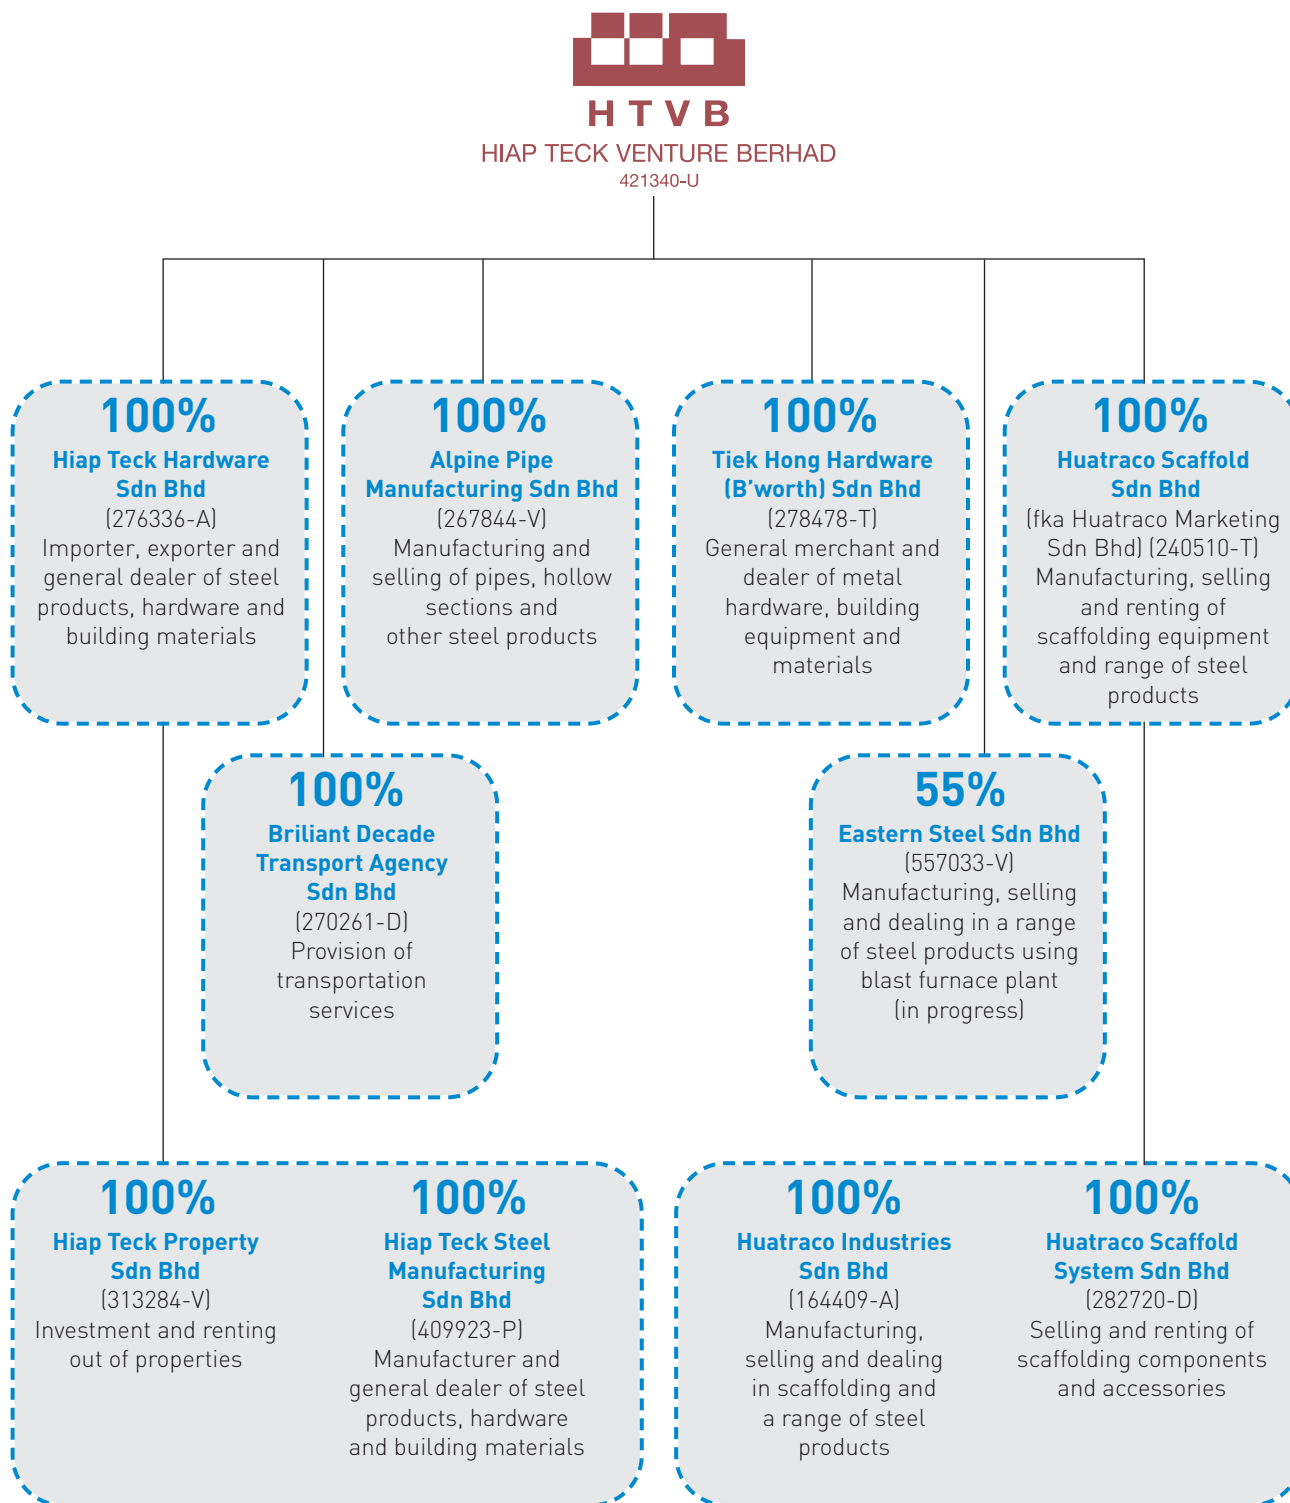 HTVB
HIAP TECK VENTURE BERHAD
421340-U
100%
Hiap Teck Hardware
Sdn Bhd
(276336-A)
Importer, exporter and
general dealer of steel
products, hardware and
building materials
100%
Alpine Pipe
Manufacturing Sdn Bhd
(267844-V)
Manufacturing and
selling of pipes, hollow
sections and
other steel products
100%
Tiek Hong Hardware
(B’worth) Sdn Bhd
(278478-T)
General merchant and
dealer of metal
hardware, building
equipment and
materials
100%
Huatraco Scaffold
Sdn Bhd
(fka Huatraco Marketing
Sdn Bhd) (240510-T)
Manufacturing, selling
and renting of
scaffolding equipment
and range of steel
products
100%
Briliant Decade
Transport Agency
Sdn Bhd
(270261-D)
Provision of
transportation
services
55%
Eastern Steel Sdn Bhd
(557033-V)
Manufacturing, selling
and dealing in a range
of steel products using
blast furnace plant
(in progress)
100%
Hiap Teck Property
Sdn Bhd
(313284-V)
Investment and renting
out of properties
100%
Hiap Teck Steel
Manufacturing
Sdn Bhd
(409923-P)
Manufacturer and
general dealer of steel
products, hardware
and building materials
100%
Huatraco Industries
Sdn Bhd
(164409-A)
Manufacturing,
selling and dealing
in scaffolding and
a range of steel
products
100%
Huatraco Scaffold
System Sdn Bhd
(282720-D)
Selling and renting of
scaffolding components
and accessories